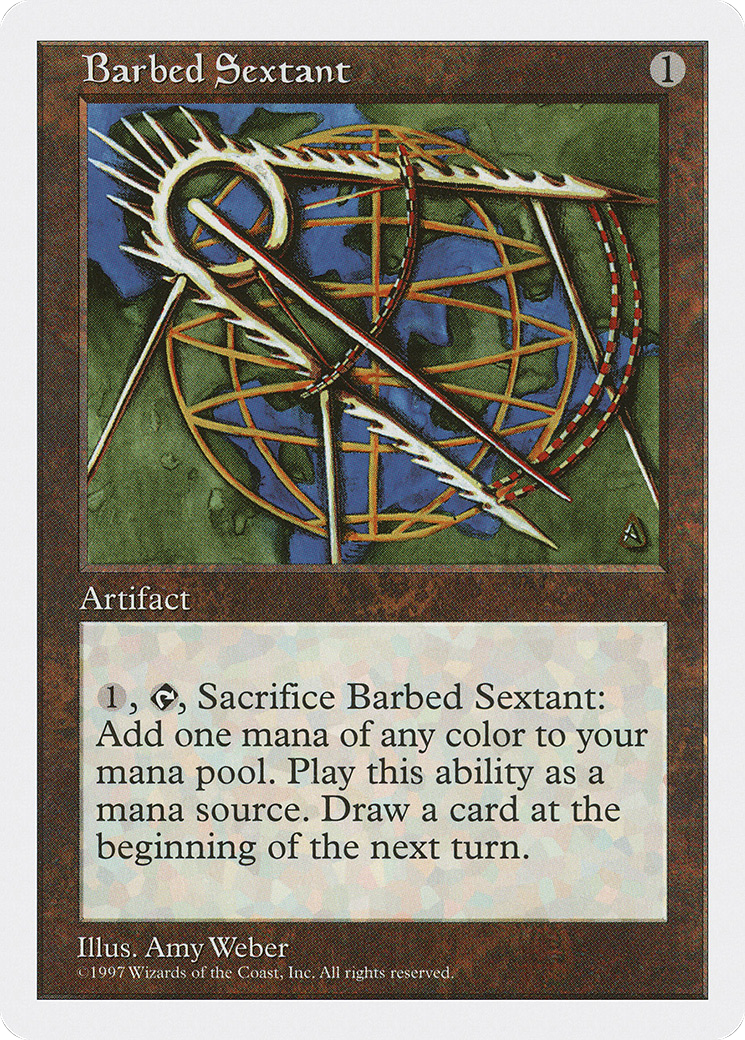 Barbed Sextant 1
Artifact
1, , Sacrifice Barbed Sextant:
Add one mana of any color to your
mana pool. Play this ability as a
mana source. Draw a card at the
beginning of the next turn.
Illus. Amy Weber
©1997 Wizards of the Coast, Inc. All rights reserved.